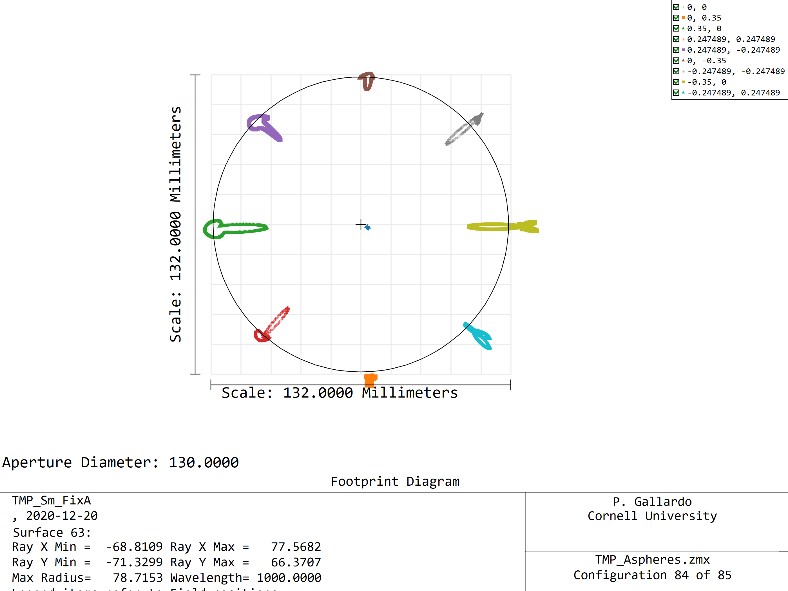 0, 0
0, 0.35
0.35, 0
0.247489, 0.247489
0.247489, -0.247489
0, -0.35
-0.247489, -0.247489
-0.35, 0
-0.247489, 0.247489
Scale: 132.0000 Millimeters
Scale: 132.0000 Millimeters
Aperture Diameter: 130.0000
Footprint Diagram
TMP_Sm_FixA
, 2020-12-20
Surface 63:
Ray X Min = -68.8109 Ray X Max = 77.5682
Ray Y Min = -71.3299 Ray Y Max = 66.3707
Max Radius= 78.7153 Wavelength= 1000.0000
P. Gallardo
Cornell University
TMP_Aspheres.zmx
Configuration 84 of 85